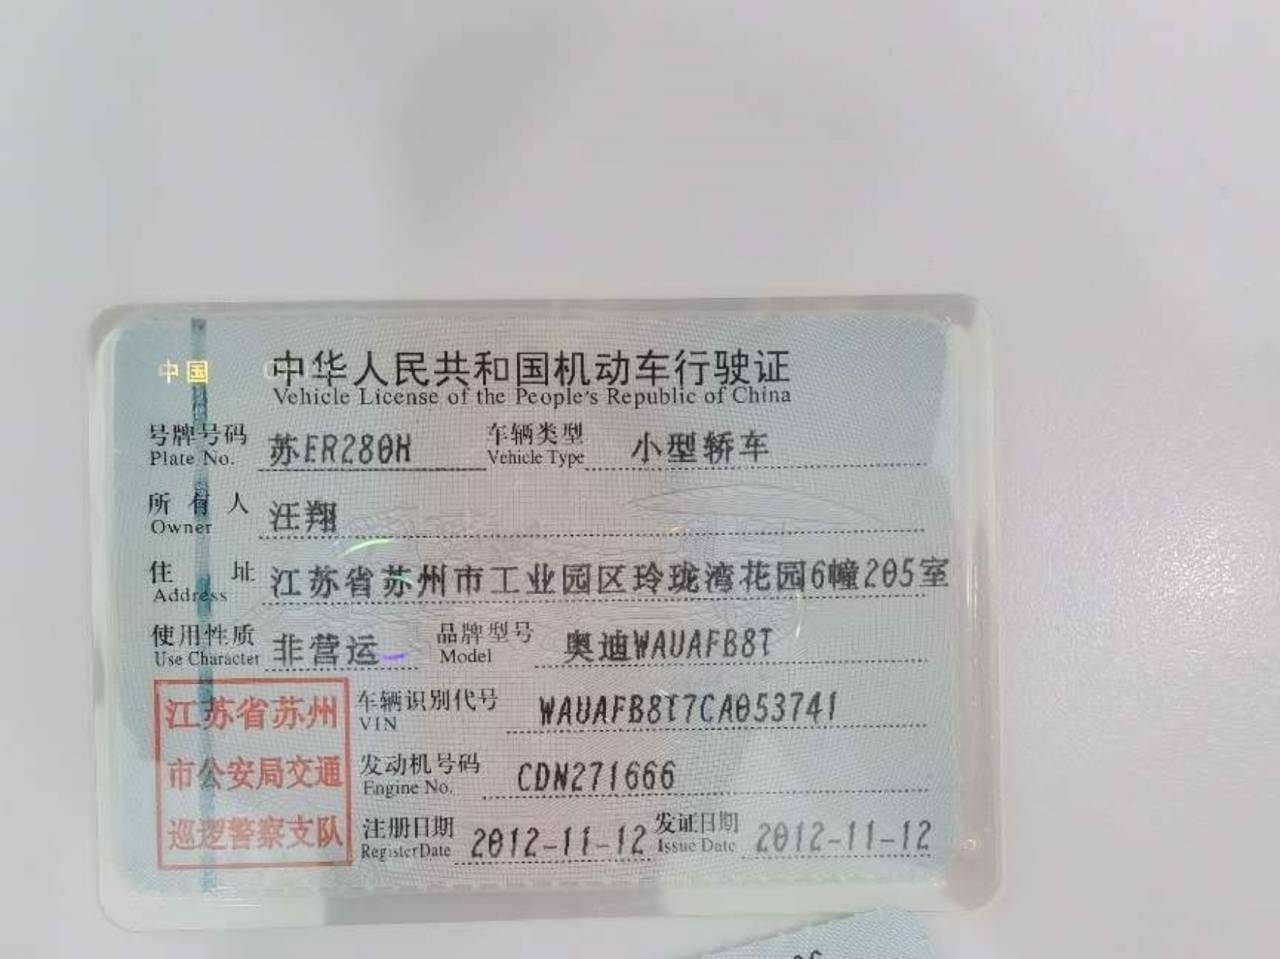 中国 中华人民共和国机动车行驶证
Vehicle License of the People's Republic of China
号牌号码 苏ER280H 车辆类型 小型轿车
Plate No. Vehicle Type
所有人 汪翔
Owner
住址 江苏省苏州市工业园区玲珑湾花园6幢205室
Address
使用性质 非营运 品牌型号 奥迪WAUAFB8T
Use Character Model
江苏省苏州 车辆识别代号 WAUAFB8T7CA053741
VIN
市公安局交通 发动机号码 CDN271666
Engine No.
巡逻警察支队 注册日期 2012-11-12 发证日期 2012-11-12
Register Date Issue Date